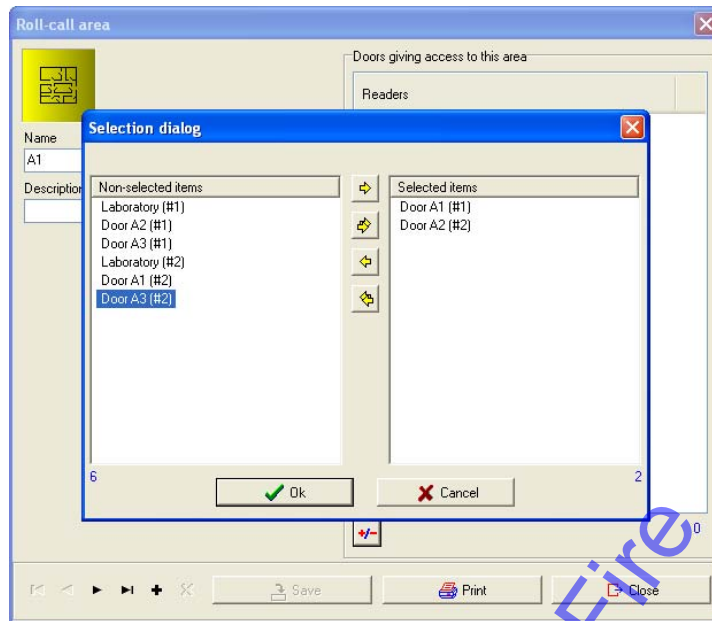 Roll-call area
Doors giving access to this area
Readers
Name
A1
Description
Selection dialog
Non-selected items
Laboratory (#1)
Door A2 (#1)
Door A3 (#1)
Laboratory (#2)
Door A1 (#2)
Door A3 (#2)
Selected items
Door A1 (#1)
Door A2 (#2)
6
2
Ok
Cancel
+/-
0
Save
Print
Close
Fire